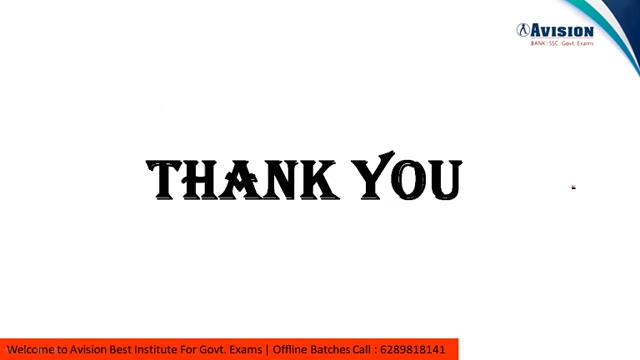 AVISION
BANK|SSC|Govt. Exams
THANK YOU
Welcome to Avision Best Institute For Govt. Exams | Offline Batches Call : 6289818141